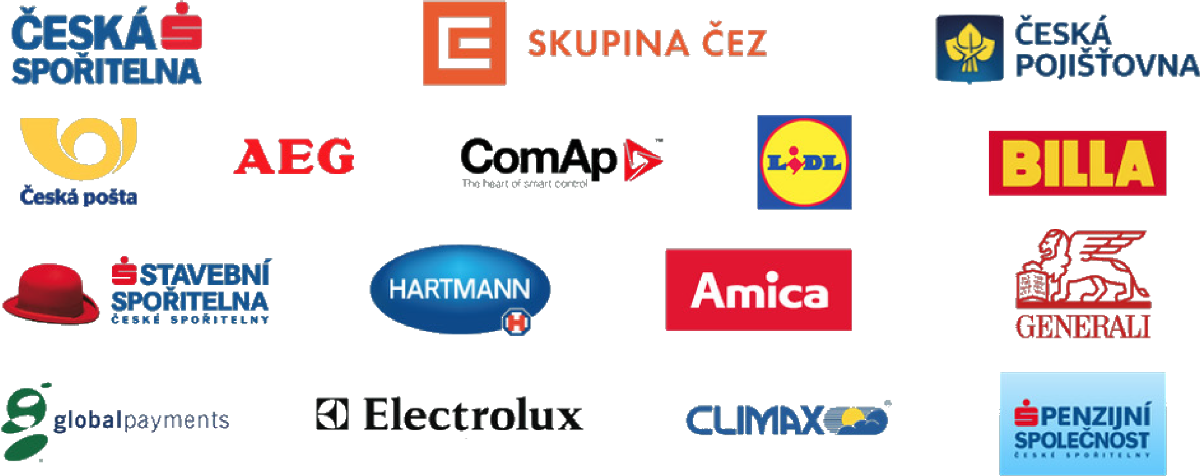 ČESKÁ
SPOŘITELNA
SKUPINA ČEZ
ČESKÁ
POJIŠŤOVNA
Česká pošta
AEG
ComAp™
The heart of smart control
LIDL
BILLA
STAVEBNÍ
SPOŘITELNA
ČESKÉ SPOŘITELNY
HARTMANN
H
Amica
GENERALI
globalpayments
Electrolux
CLIMAX®
PENZIJNÍ
SPOLEČNOST
ČESKÉ SPOŘITELNY